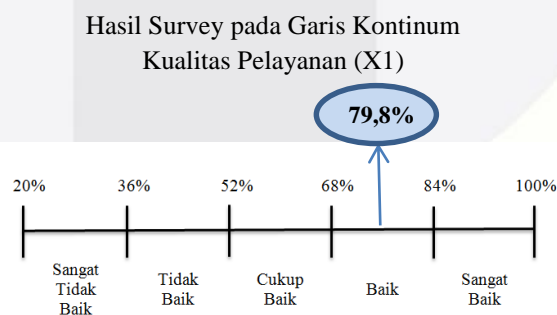 Hasil Survey pada Garis Kontinum
Kualitas Pelayanan (X1)
79,8%
20% 36% 52% 68% 84% 100%
Sangat Tidak Baik
Tidak Baik
Cukup Baik
Baik
Sangat Baik